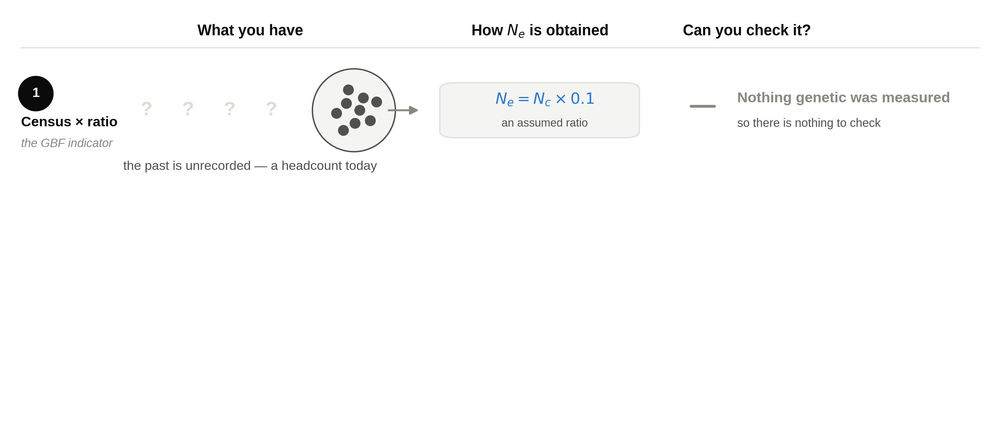 What you have
How Nₑ is obtained
Can you check it?
1
Census × ratio
the GBF indicator
? ? ? ?
the past is unrecorded — a headcount today
Nₑ = N_c × 0.1
an assumed ratio
Nothing genetic was measured
so there is nothing to check